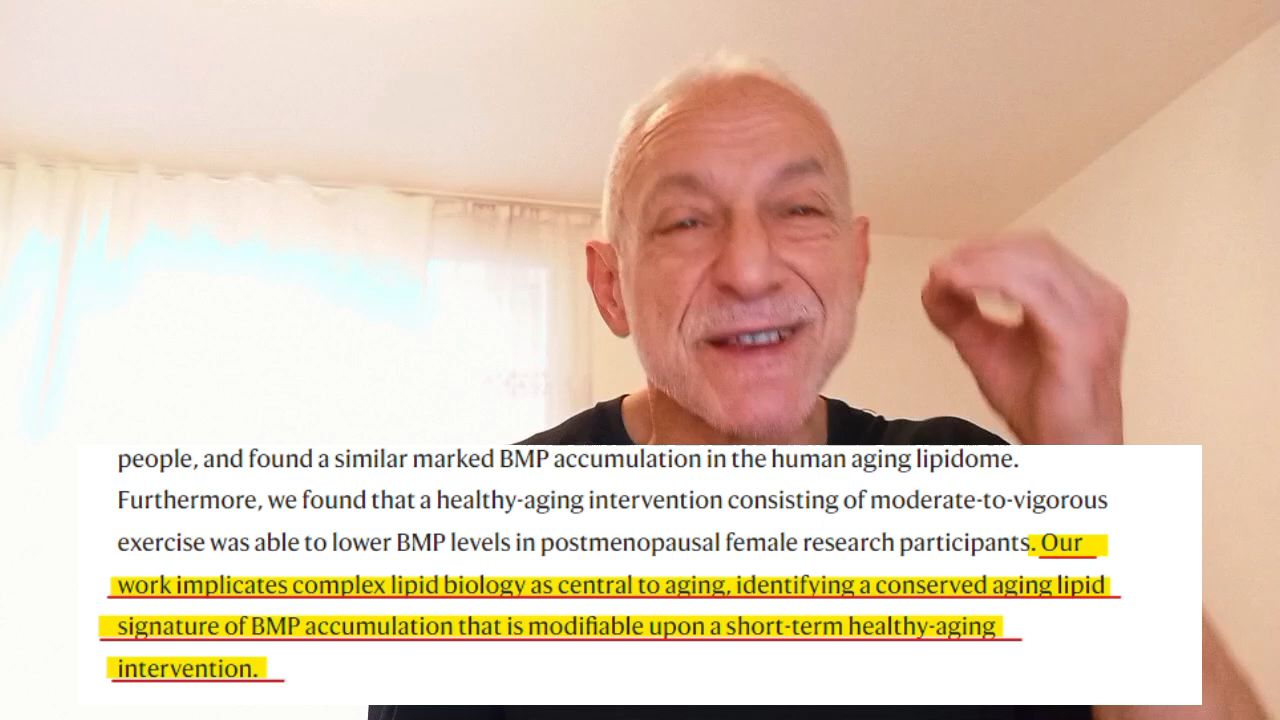 people, and found a similar marked BMP accumulation in the human aging lipidome.
Furthermore, we found that a healthy-aging intervention consisting of moderate-to-vigorous
exercise was able to lower BMP levels in postmenopausal female research participants. Our
work implicates complex lipid biology as central to aging, identifying a conserved aging lipid
signature of BMP accumulation that is modifiable upon a short-term healthy-aging
intervention.